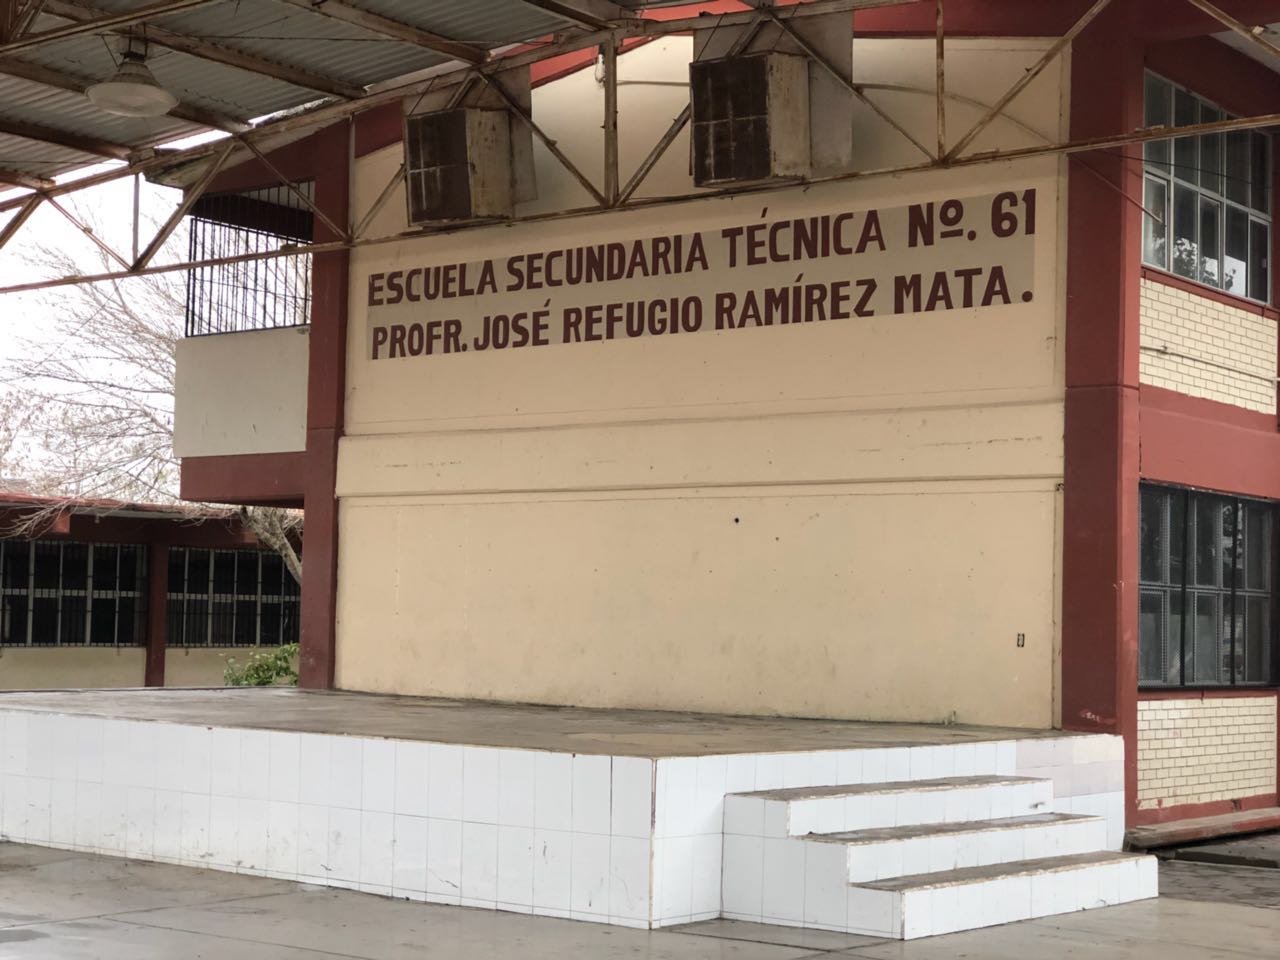 ESCUELA SECUNDARIA TÉCNICA Nº. 61
PROFR. JOSÉ REFUGIO RAMÍREZ MATA.